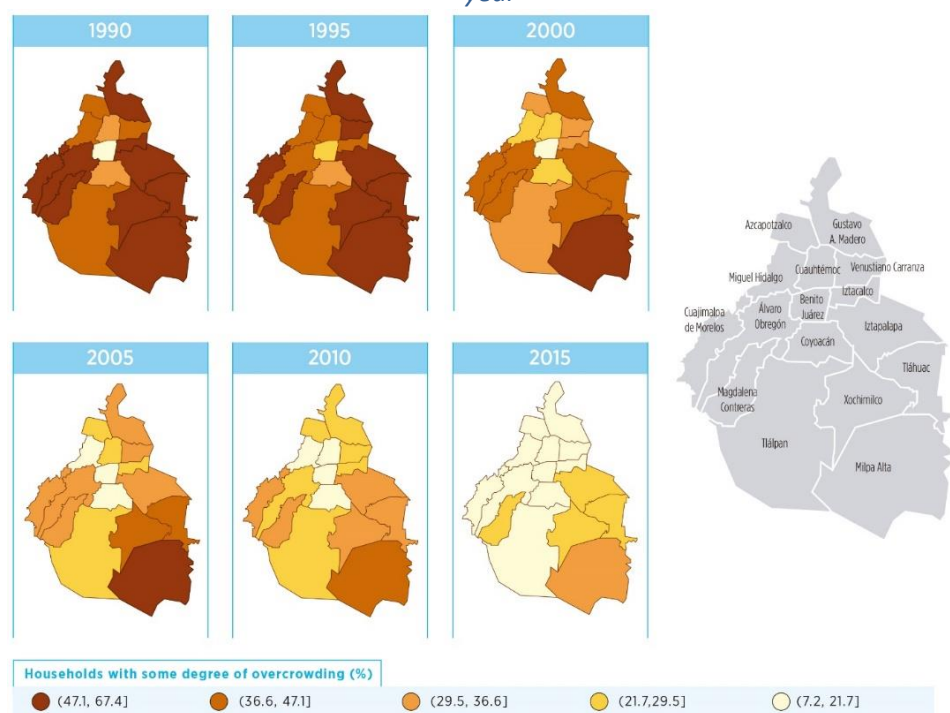 year
1990
1995
2000
Azcapotzalco
Gustavo
A. Madero
Miguel Hidalgo
Cuauhtémoc
Venustiano Carranza
Iztacalco
Cuajimalpa
de Morelos
Álvaro
Obregón
Benito
Juárez
Iztapalapa
Coyoacán
Tláhuac
Magdalena
Contreras
Xochimilco
Tlálpan
Milpa Alta
2005
2010
2015
Households with some degree of overcrowding (%)
(47.1, 67.4] (36.6, 47.1] (29.5, 36.6] (21.7,29.5] (7.2, 21.7]